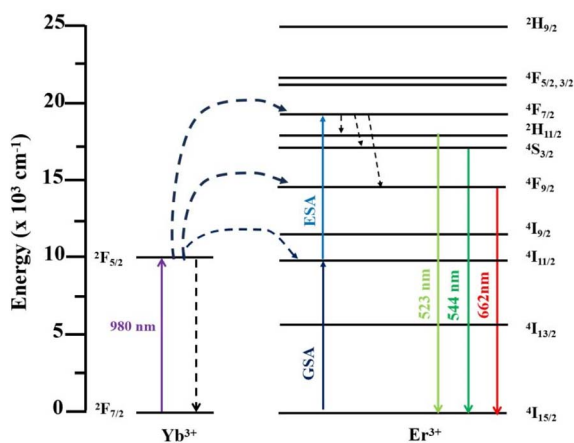 Energy (x 10³ cm⁻¹)
25
20
15
10
5
0
²F₅/₂
²F₇/₂
980 nm
Yb³⁺
ESA
GSA
523 nm
544 nm
662nm
²H₉/₂
⁴F₅/₂, ₃/₂
⁴F₇/₂
²H₁₁/₂
⁴S₃/₂
⁴F₉/₂
⁴I₉/₂
⁴I₁₁/₂
⁴I₁₃/₂
⁴I₁₅/₂
Er³⁺